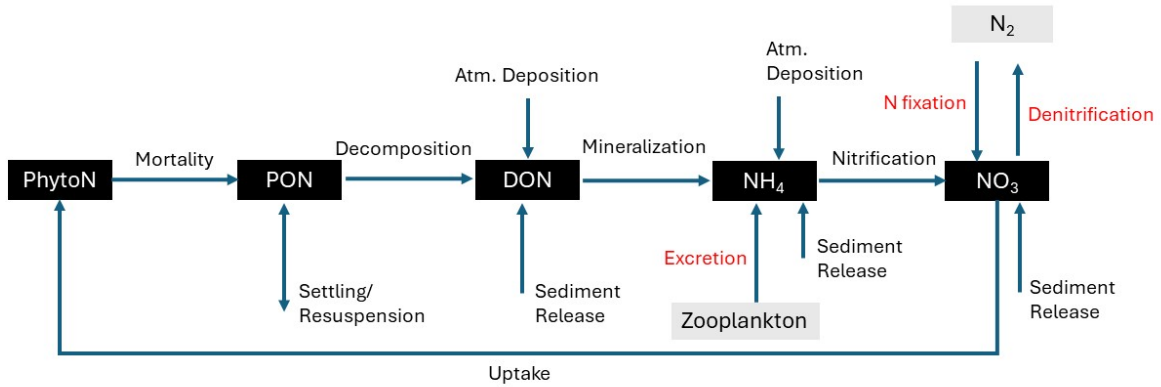 N₂
Atm.
Deposition
Atm. Deposition
N fixation
Denitrification
Mortality
Decomposition
Mineralization
Nitrification
PhytoN
PON
DON
NH₄
NO₃
Excretion
Sediment
Release
Settling/
Resuspension
Sediment
Release
Zooplankton
Sediment
Release
Uptake